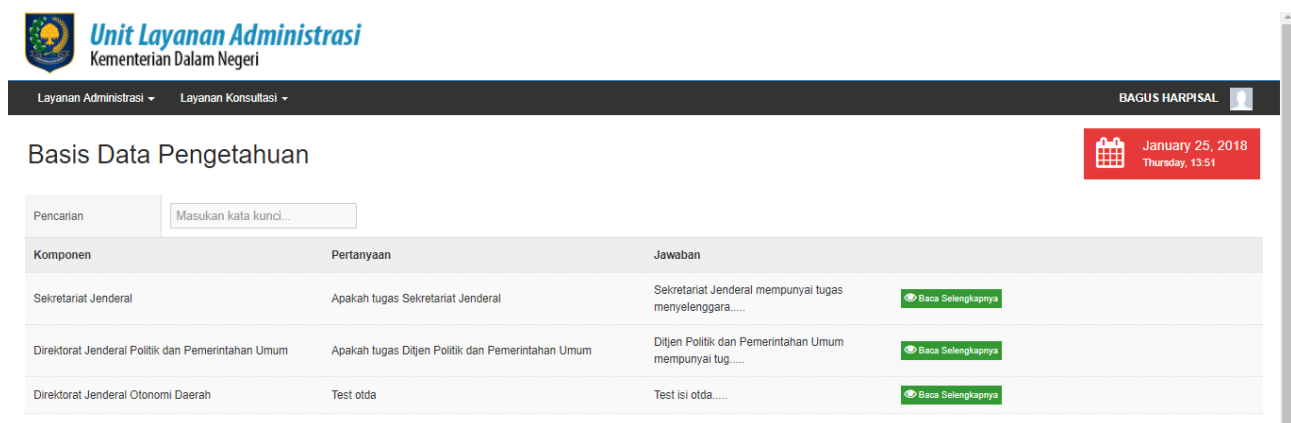 Unit Layanan Administrasi
Kementerian Dalam Negeri
Layanan Administrasi Layanan Konsultasi BAGUS HARPISAL
Basis Data Pengetahuan
January 25, 2018
Thursday, 13:51
Pencarian Masukan kata kunci...
Komponen Pertanyaan Jawaban
Sekretariat Jenderal Apakah tugas Sekretariat Jenderal Sekretariat Jenderal mempunyai tugas
menyelenggara..... Baca Selengkapnya
Direktorat Jenderal Politik dan Pemerintahan Umum Apakah tugas Ditjen Politik dan Pemerintahan Umum Ditjen Politik dan Pemerintahan Umum
mempunyai tug..... Baca Selengkapnya
Direktorat Jenderal Otonomi Daerah Test otda Test isi otda..... Baca Selengkapnya